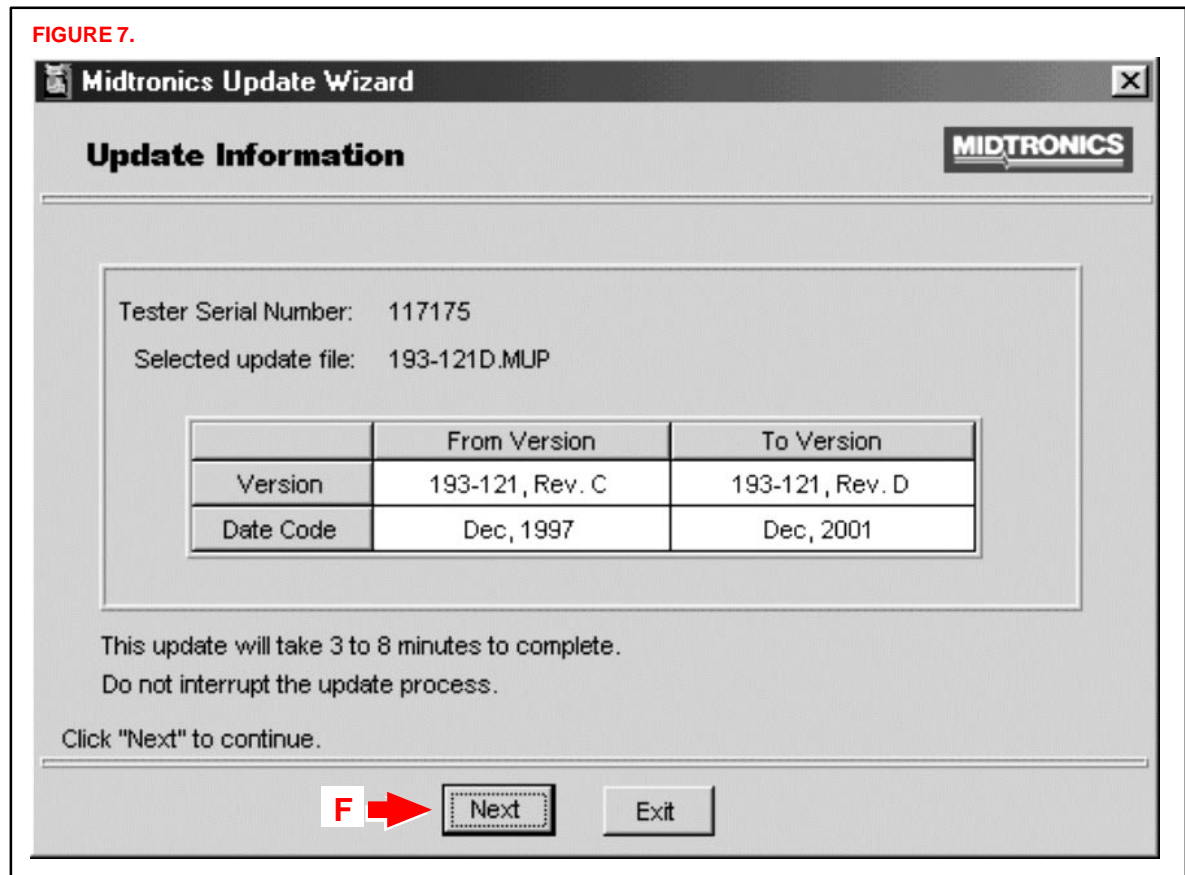 FIGURE 7.
Midtronics Update Wizard
Update Information
MIDTRONICS
Tester Serial Number: 117175
Selected update file: 193-121D.MUP
From Version To Version
Version 193-121, Rev. C 193-121, Rev. D
Date Code Dec, 1997 Dec, 2001
This update will take 3 to 8 minutes to complete.
Do not interrupt the update process.
Click "Next" to continue.
F Next Exit